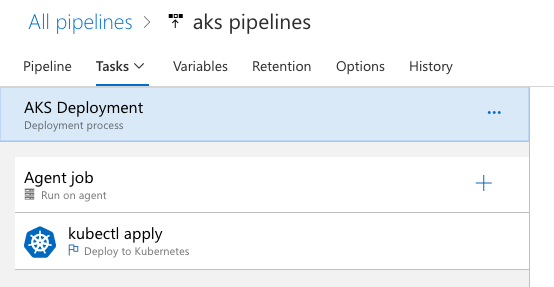 All pipelines > aks pipelines
Pipeline Tasks Variables Retention Options History
AKS Deployment
Deployment process
...
Agent job
Run on agent
+
kubectl apply
Deploy to Kubernetes